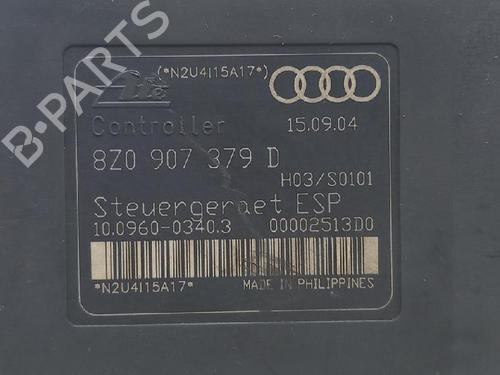 (*N2U4I15A17*)
Ate
Controller 15.09.04
8Z0 907 379 D
H03/S0101
Steuergeraet ESP
10.0960-0340.3 00002513D0
*N2U4I15A17*
MADE IN PHILIPPINES
B-PARTS